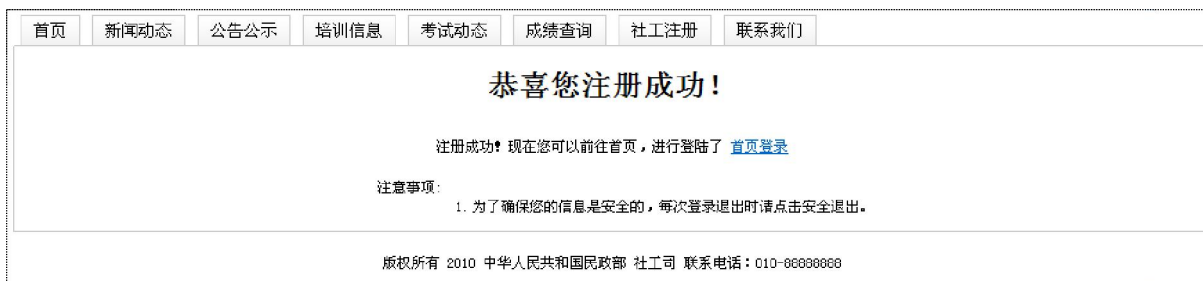 首页 新闻动态 公告公示 培训信息 考试动态 成绩查询 社工注册 联系我们
恭喜您注册成功!
注册成功! 现在您可以前往首页,进行登陆了 首页登录
注意事项:
1. 为了确保您的信息是安全的,每次登录退出时请点击安全退出。
版权所有 2010 中华人民共和国民政部 社工司 联系电话:010-88888888